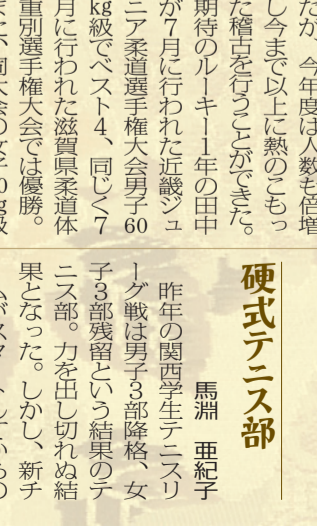 だが、今年度は人数も倍増
し今まで以上に熱のこもっ
た稽古を行うことができた。
期待のルーキー1年の田中
が7月に行われた近畿ジュ
ニア柔道選手権大会男子60
kg級でベスト4、同じく7
月に行われた滋賀県柔道体
重別選手権大会では優勝。
硬式テニス部
馬淵 亜紀子
昨年の関西学生テニスリ
ーグ戦は男子3部降格、女
子3部残留という結果のテ
ニス部。力を出し切れぬ結
果となった。しかし、新チ